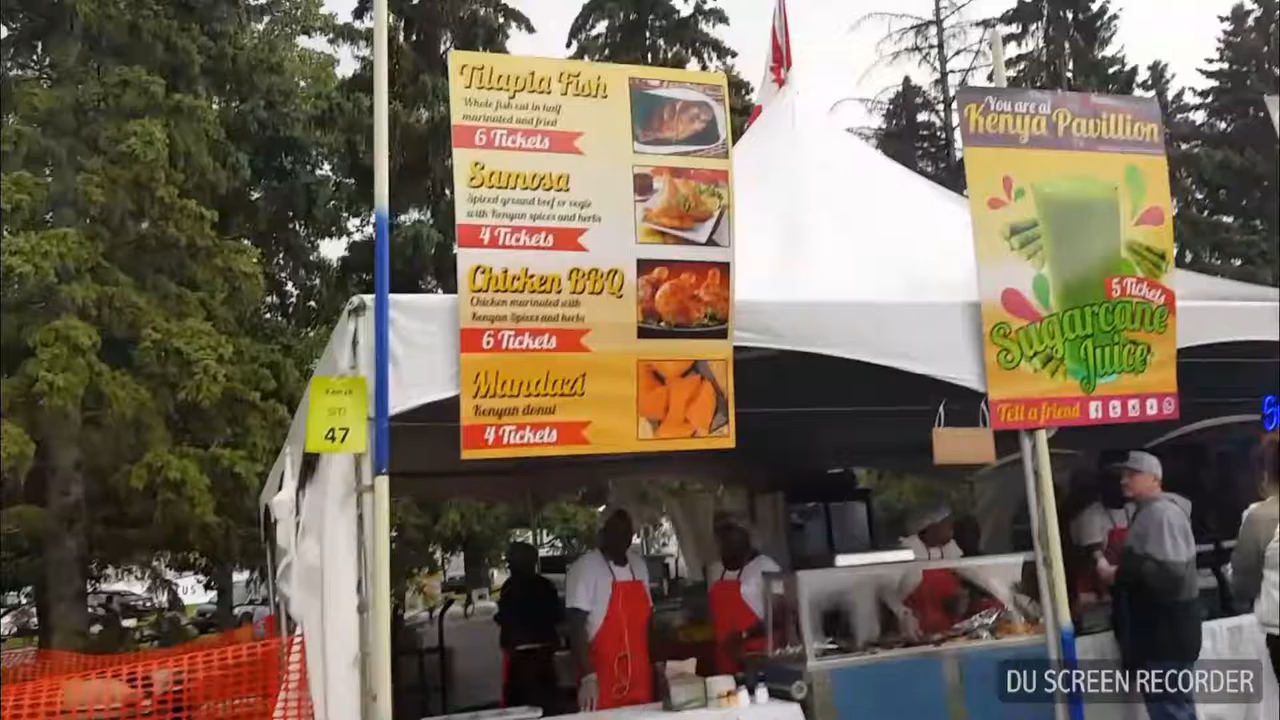 Tilapia Fish
Whole fish cut in half
marinated and fried
6 Tickets
Samosa
Spiced ground beef or vegie
with Kenyan spices and herbs
4 Tickets
Chicken BBQ
Chicken marinated with
Kenyan Spices and herbs
6 Tickets
Mandazi
Kenyan donut
4 Tickets
You are at
Kenya Pavillion
5 Tickets
Sugarcane
Juice
Tell a friend
Kenya
47
DU SCREEN RECORDER